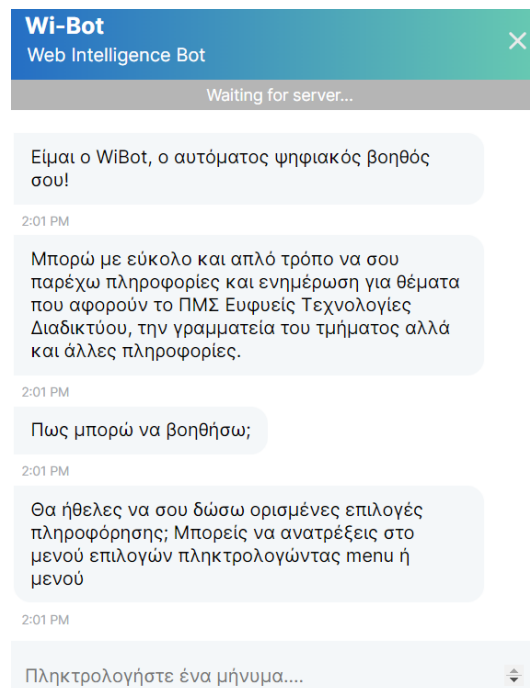 Wi-Bot
Web Intelligence Bot
Waiting for server...
Είμαι ο WiBot, ο αυτόματος ψηφιακός βοηθός
σου!
2:01 PM
Μπορώ με εύκολο και απλό τρόπο να σου
παρέχω πληροφορίες και ενημέρωση για θέματα
που αφορούν το ΠΜΣ Ευφυείς Τεχνολογίες
Διαδικτύου, την γραμματεία του τμήματος αλλά
και άλλες πληροφορίες.
2:01 PM
Πως μπορώ να βοηθήσω;
2:01 PM
Θα ήθελες να σου δώσω ορισμένες επιλογές
πληροφόρησης; Μπορείς να ανατρέξεις στο
μενού επιλογών πληκτρολογώντας menu ή
μενού
2:01 PM
Πληκτρολογήστε ένα μήνυμα....